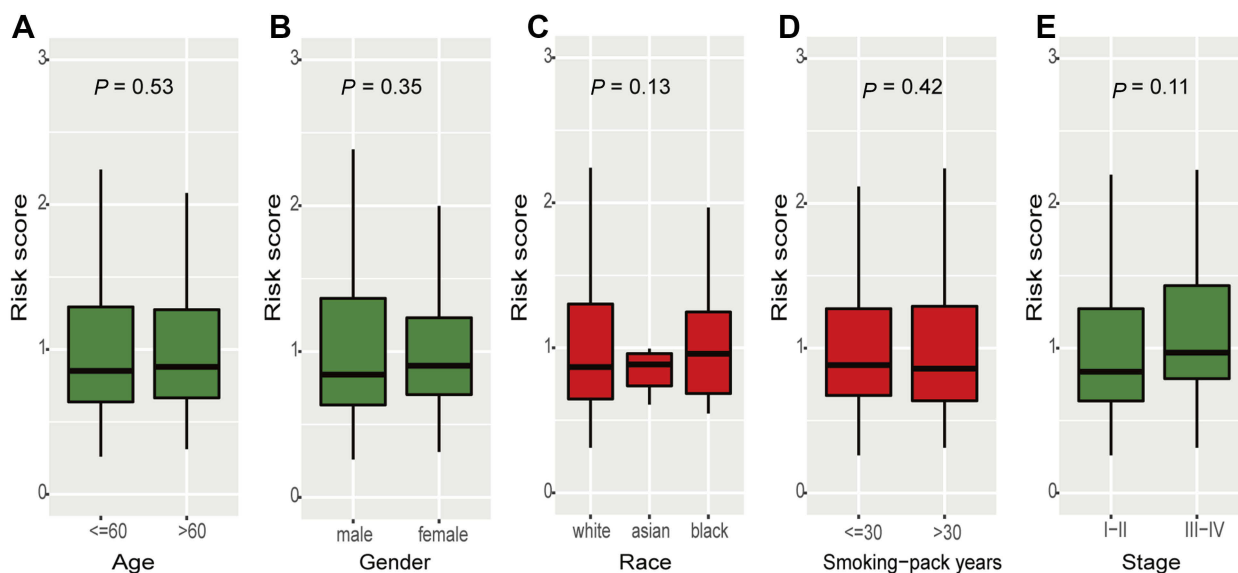 A
3
P = 0.53
2
1
0
Risk score
<=60 >60
Age
B
3
P = 0.35
2
1
0
Risk score
male female
Gender
C
3
P = 0.13
2
1
0
Risk score
white asian black
Race
D
3
P = 0.42
2
1
0
Risk score
<=30 >30
Smoking-pack years
E
3
P = 0.11
2
1
0
Risk score
I-II III-IV
Stage